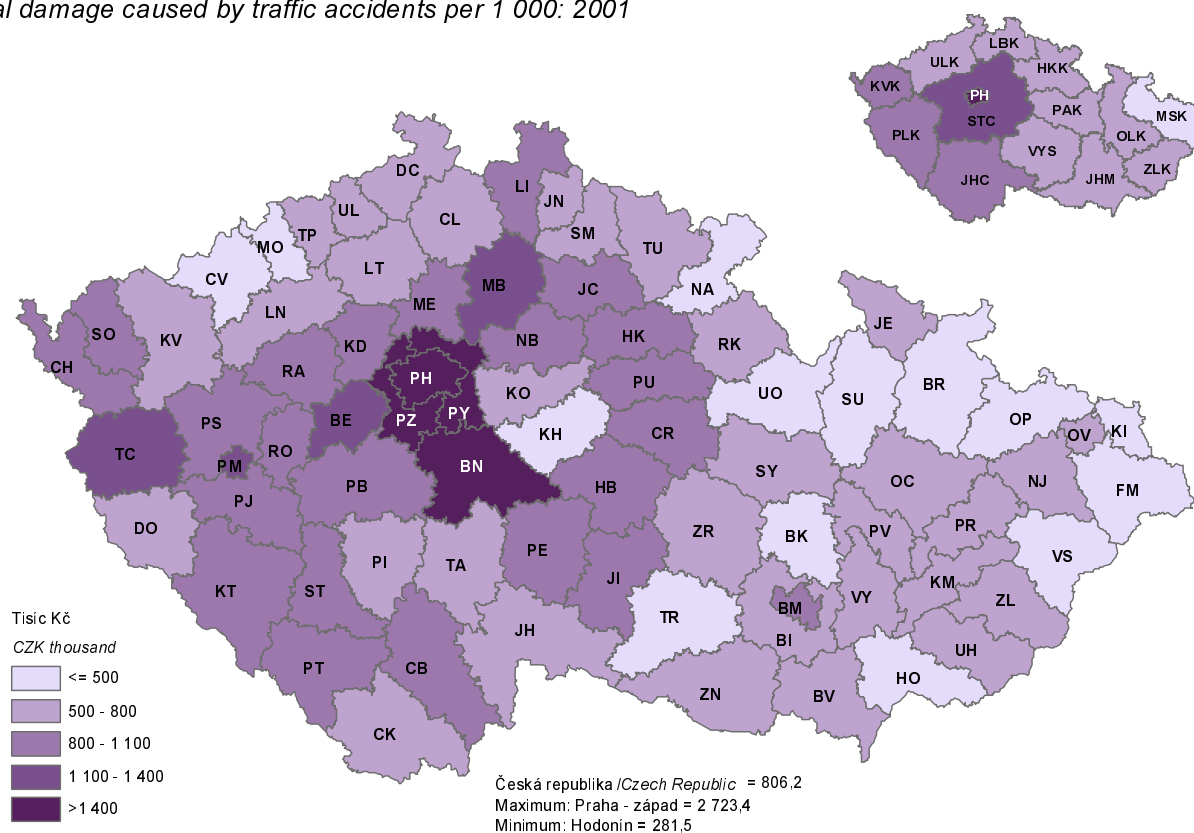 al damage caused by traffic accidents per 1 000: 2001
LBK
ULK
HKK
KVK
PH
PAK
MSK
STC
PLK
OLK
VYS
ZLK
JHC
JHM
DC
LI
UL
JN
CL
TP
SM
MO
TU
LT
CV
MB
NA
JC
ME
LN
JE
SO
HK
KV
NB
RK
KD
CH
RA
PH
PU
BR
KO
UO
SU
PZ
PY
BE
OP
PS
KH
CR
OV
KI
RO
TC
PM
BN
SY
OC
NJ
PB
HB
FM
PJ
DO
ZR
PV
PR
BK
PE
VS
PI
TA
JI
KM
KT
ST
VY
ZL
BM
TR
JH
BI
UH
PT
CB
HO
ZN
BV
CK
Tisíc Kč
CZK thousand
<= 500
500 - 800
800 - 1 100
1 100 - 1 400
>1 400
Česká republika /Czech Republic = 806,2
Maximum: Praha - západ = 2 723,4
Minimum: Hodonín = 281,5